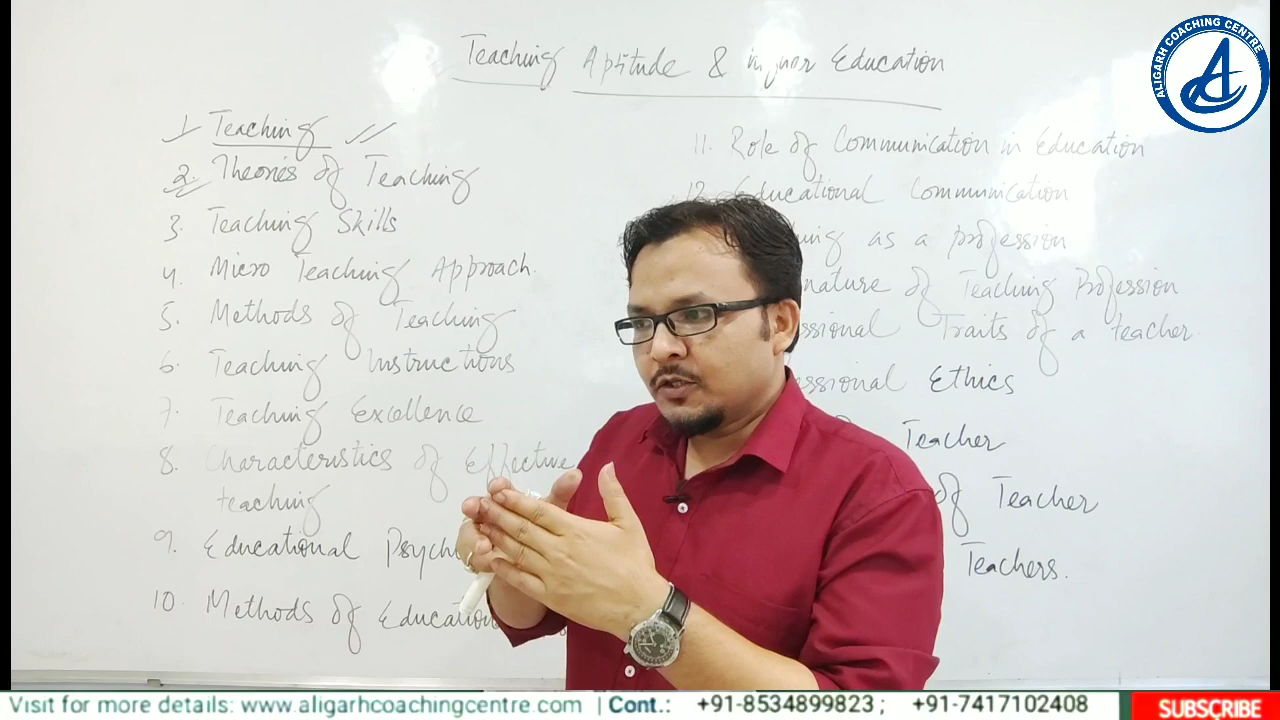 Teaching Aptitude & Higher Education
1. Teaching
2. Theories of Teaching
3. Teaching Skills
4. Micro Teaching Approach.
5. Methods of Teaching
6. Teaching Instructions
7. Teaching Excellence
8. Characteristics of Effective
teaching
9. Educational
10. Methods of
11. Role of Communication in Education
12. Educational Communication
as a profession
nature of Teaching Profession
Traits of a teacher
Ethics
Teacher
of Teacher
Teachers.
ALIGARH COACHING CENTRE
Visit for more details: www.aligarhcoachingcentre.com | Cont.: +91-8534899823 ; +91-7417102408
SUBSCRIBE